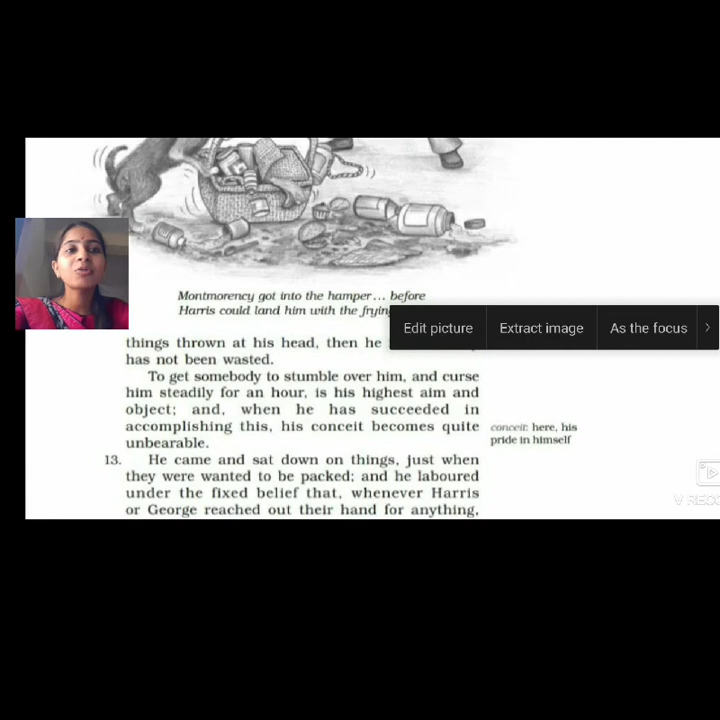 Montmorency got into the hamper... before
Harris could land him with the frying
Edit picture
Extract image
As the focus
things thrown at his head, then he
has not been wasted.
To get somebody to stumble over him, and curse
him steadily for an hour, is his highest aim and
object; and, when he has succeeded in
accomplishing this, his conceit becomes quite
unbearable.
conceit: here, his
pride in himself
13. He came and sat down on things, just when
they were wanted to be packed; and he laboured
under the fixed belief that, whenever Harris
or George reached out their hand for anything,
V REC